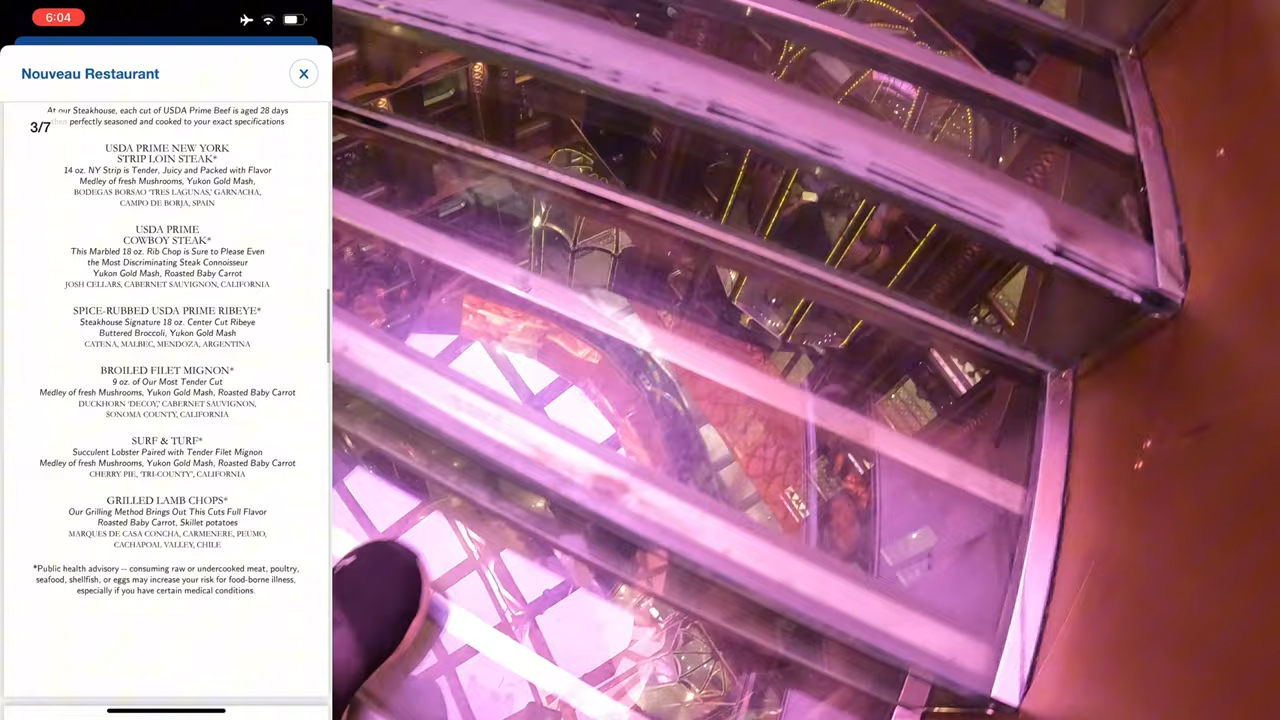 6:04
Nouveau Restaurant
At our Steakhouse, each cut of USDA Prime Beef is aged 28 days
then perfectly seasoned and cooked to your exact specifications
3/7
USDA PRIME NEW YORK
STRIP LOIN STEAK*
14 oz. NY Strip is Tender, Juicy and Packed with Flavor
Medley of fresh Mushrooms, Yukon Gold Mash,
BODEGAS BORSAO 'TRES LAGUNAS,' GARNACHA,
CAMPO DE BORJA, SPAIN
USDA PRIME
COWBOY STEAK*
This Marbled 18 oz. Rib Chop is Sure to Please Even
the Most Discriminating Steak Connoisseur
Yukon Gold Mash, Roasted Baby Carrot
JOSH CELLARS, CABERNET SAUVIGNON, CALIFORNIA
SPICE-RUBBED USDA PRIME RIBEYE*
Steakhouse Signature 18 oz. Center Cut Ribeye
Buttered Broccoli, Yukon Gold Mash
CATENA, MALBEC, MENDOZA, ARGENTINA
BROILED FILET MIGNON*
9 oz. of Our Most Tender Cut
Medley of fresh Mushrooms, Yukon Gold Mash, Roasted Baby Carrot
DUCKHORN 'DECOY,' CABERNET SAUVIGNON,
SONOMA COUNTY, CALIFORNIA
SURF & TURF*
Succulent Lobster Paired with Tender Filet Mignon
Medley of fresh Mushrooms, Yukon Gold Mash, Roasted Baby Carrot
CHERRY PIE, 'TRI-COUNTY', CALIFORNIA
GRILLED LAMB CHOPS*
Our Grilling Method Brings Out This Cuts Full Flavor
Roasted Baby Carrot, Skillet potatoes
MARQUES DE CASA CONCHA, CARMENERE, PEUMO,
CACHAPOAL VALLEY, CHILE
*Public health advisory -- consuming raw or undercooked meat, poultry,
seafood, shellfish, or eggs may increase your risk for food-borne illness,
especially if you have certain medical conditions.